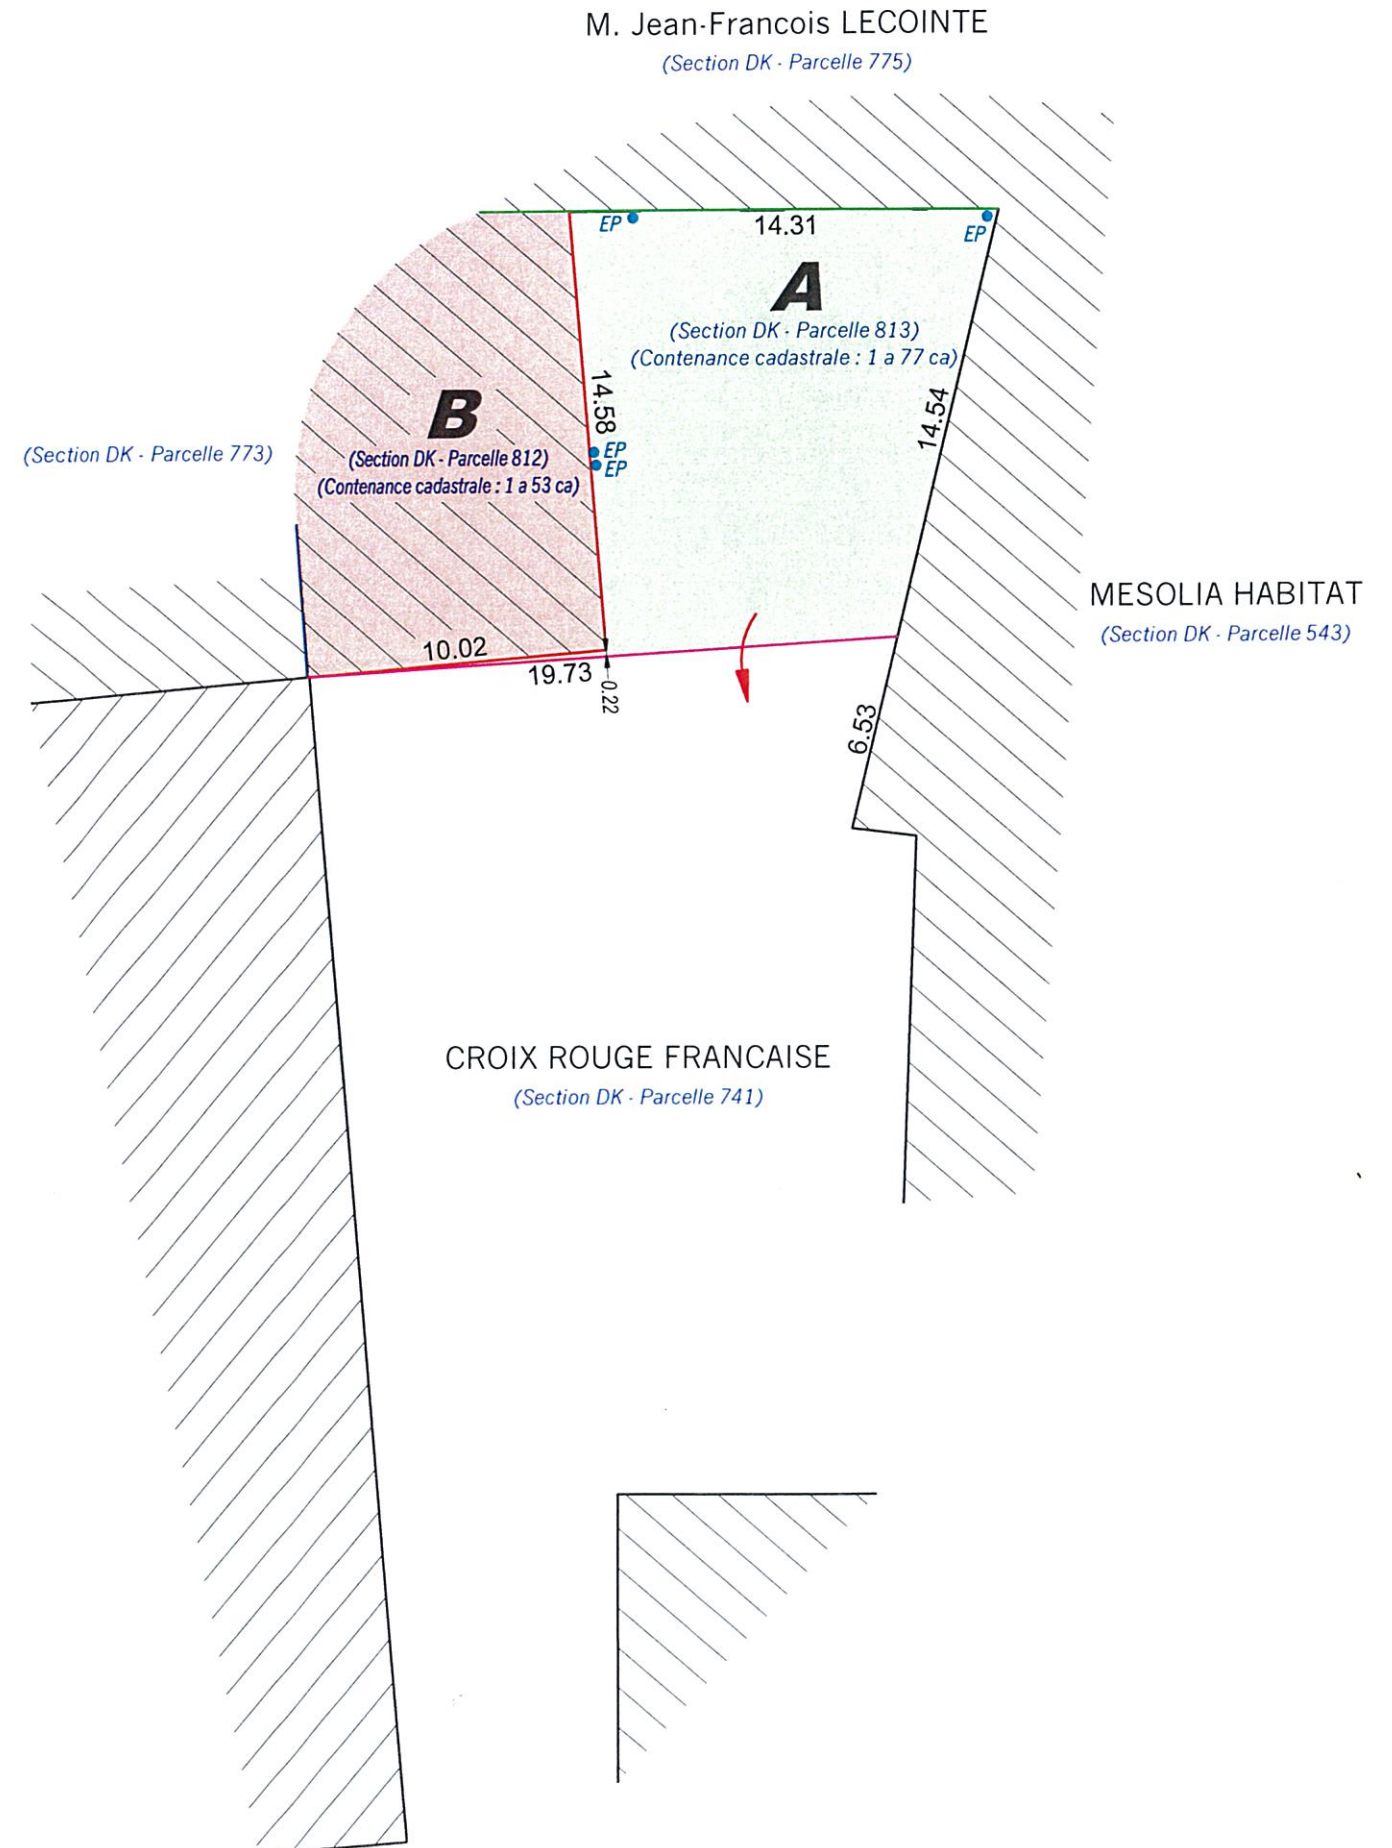 M. Jean-Francois LECOINTE
(Section DK - Parcelle 775)
EP
14.31
EP
A
(Section DK - Parcelle 813)
(Contenance cadastrale : 1 a 77 ca)
14.58
14.54
B
(Section DK - Parcelle 773)
(Section DK - Parcelle 812)
(Contenance cadastrale : 1 a 53 ca)
EP
EP
MESOLIA HABITAT
(Section DK - Parcelle 543)
10.02
19.73
0.22
6.53
CROIX ROUGE FRANCAISE
(Section DK - Parcelle 741)